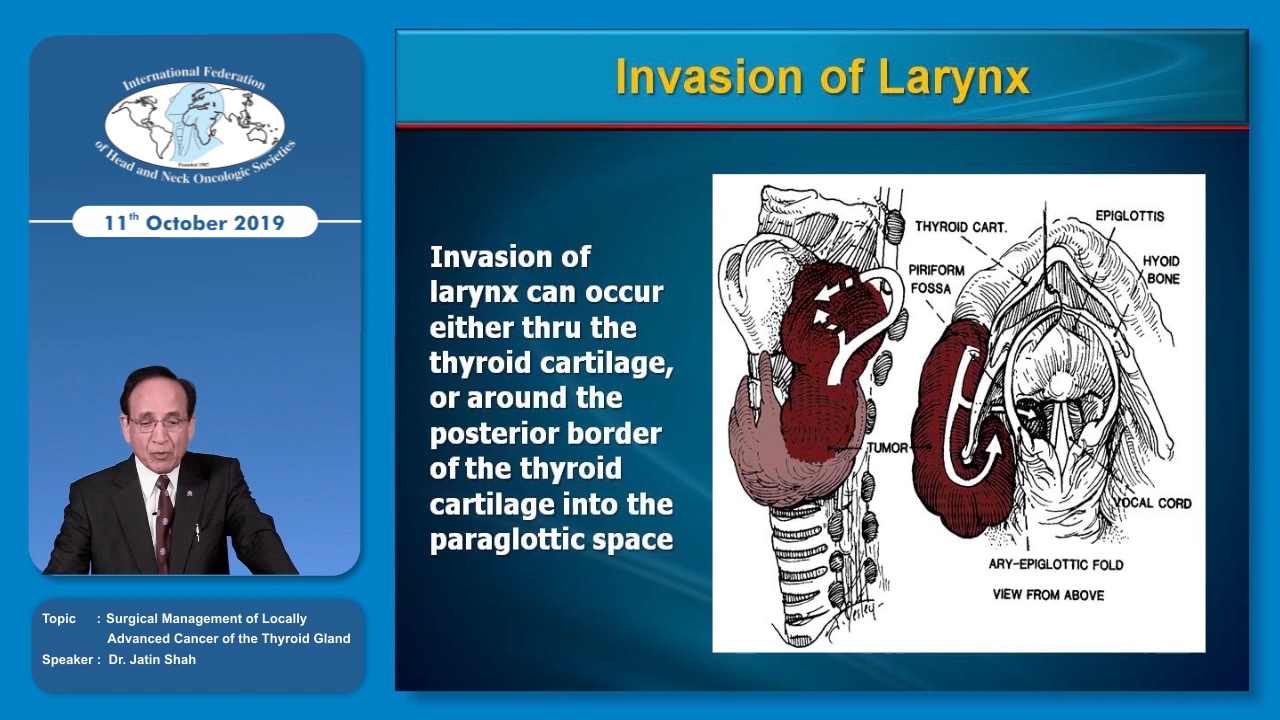 International Federation
of Head and Neck Oncologic Societies
Founded 1987
11th October 2019
Topic : Surgical Management of Locally
Advanced Cancer of the Thyroid Gland
Speaker : Dr. Jatin Shah
Invasion of Larynx
Invasion of
larynx can occur
either thru the
thyroid cartilage,
or around the
posterior border
of the thyroid
cartilage into the
paraglottic space
THYROID CART.
EPIGLOTTIS
PIRIFORM
FOSSA
HYOID
BONE
TUMOR
VOCAL CORD
ARY-EPIGLOTTIC FOLD
VIEW FROM ABOVE